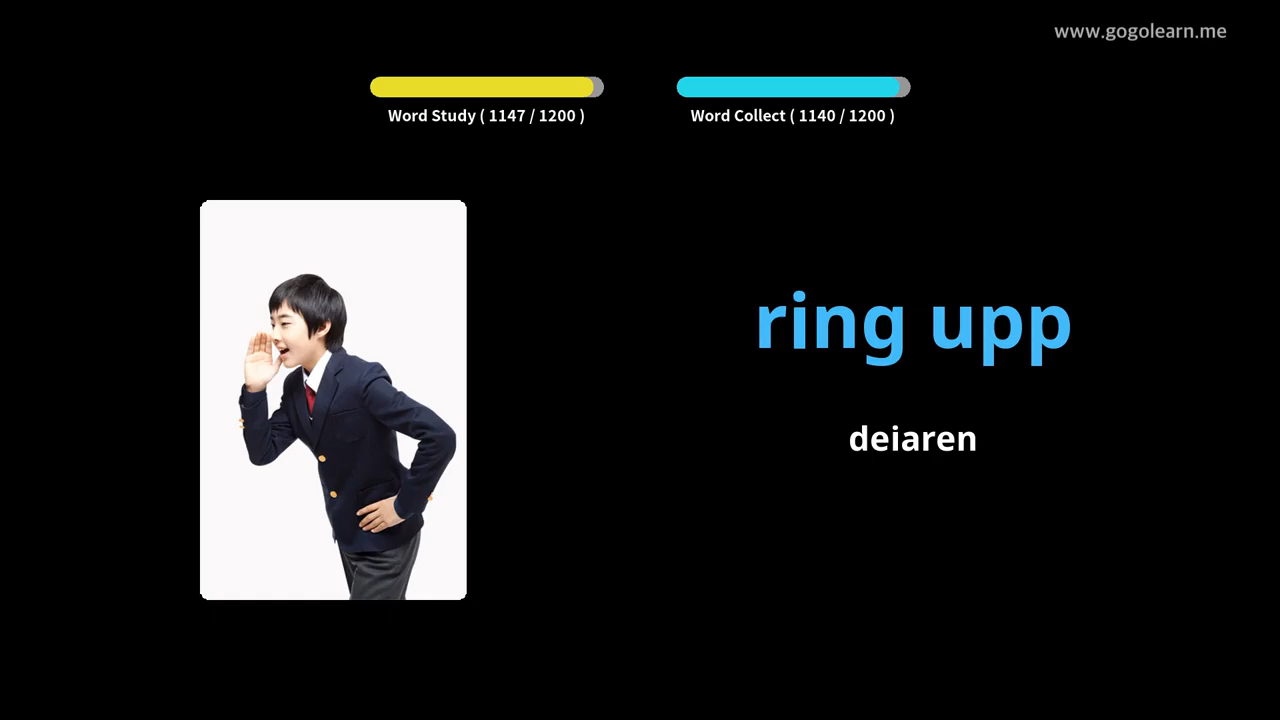 www.gogolearn.me
Word Study ( 1147 / 1200 )
Word Collect ( 1140 / 1200 )
ring upp
deiaren